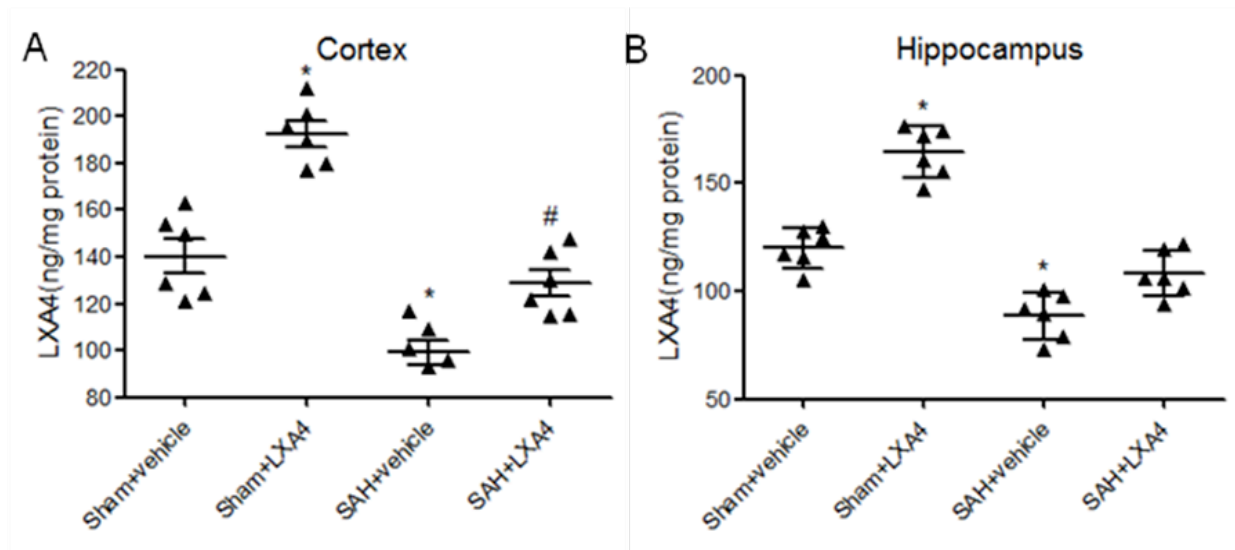 A
Cortex
LXA4(ng/mg protein)
220
200
180
160
140
120
100
80
*
*
#
Sham+vehicle
Sham+LXA4
SAH+vehicle
SAH+LXA4
B
Hippocampus
LXA4(ng/mg protein)
200
150
100
50
*
*
Sham+vehicle
Sham+LXA4
SAH+vehicle
SAH+LXA4